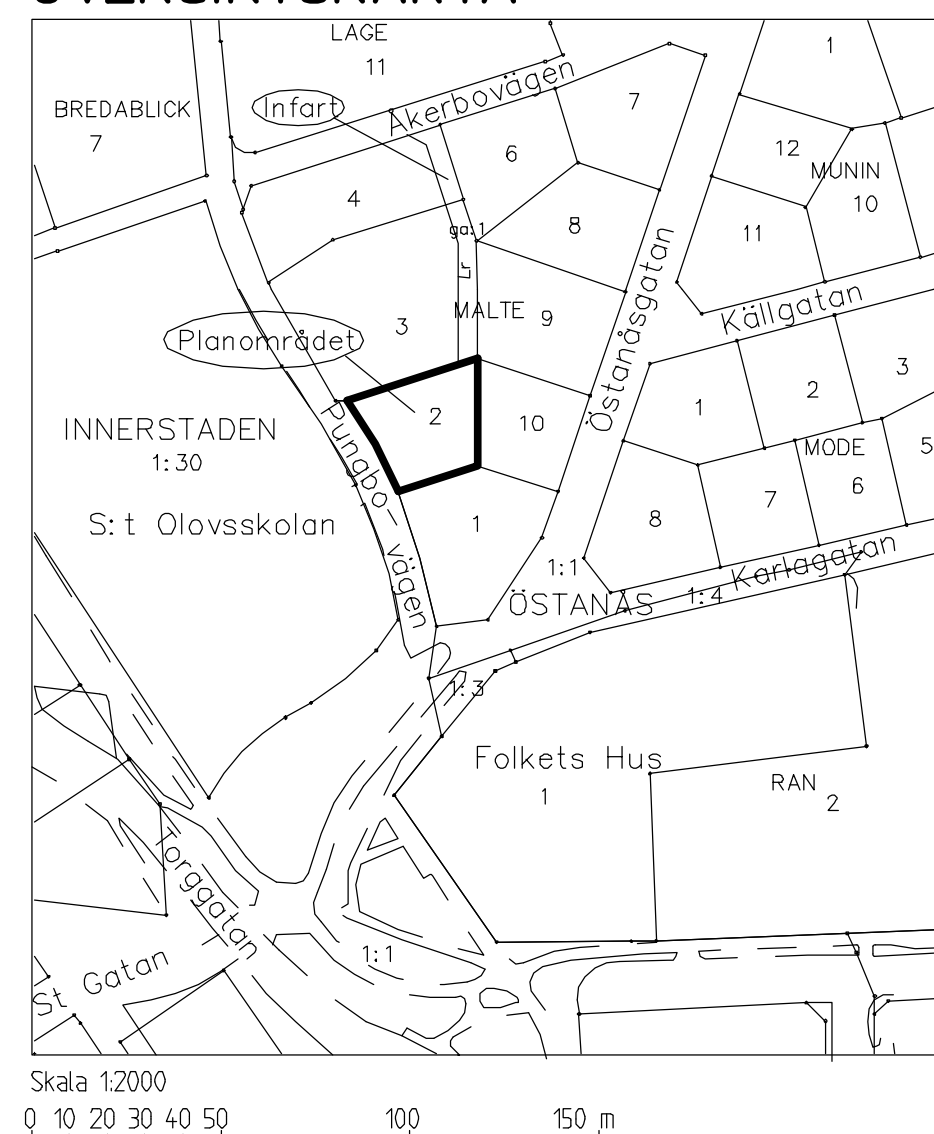 LAGE
11
1
BREDABLICK
7
Infart
Åkerbovägen
7
6
12
MUNIN
10
4
8
11
ga:1
Lr
MALTE
9
Östanåsgatan
Källgatan
3
Planområdet
3
2
1
2
10
INNERSTADEN
1:30
Pungbo-vägen
MODE
5
6
7
8
S:t Olovsskolan
1
1:1
Karlagatan
ÖSTANÅS
1:4
1:3
Folkets Hus
1
RAN
2
Torggatan
1:1
St Gatan
Skala 1:2000
0 10 20 30 40 50 100 150 m